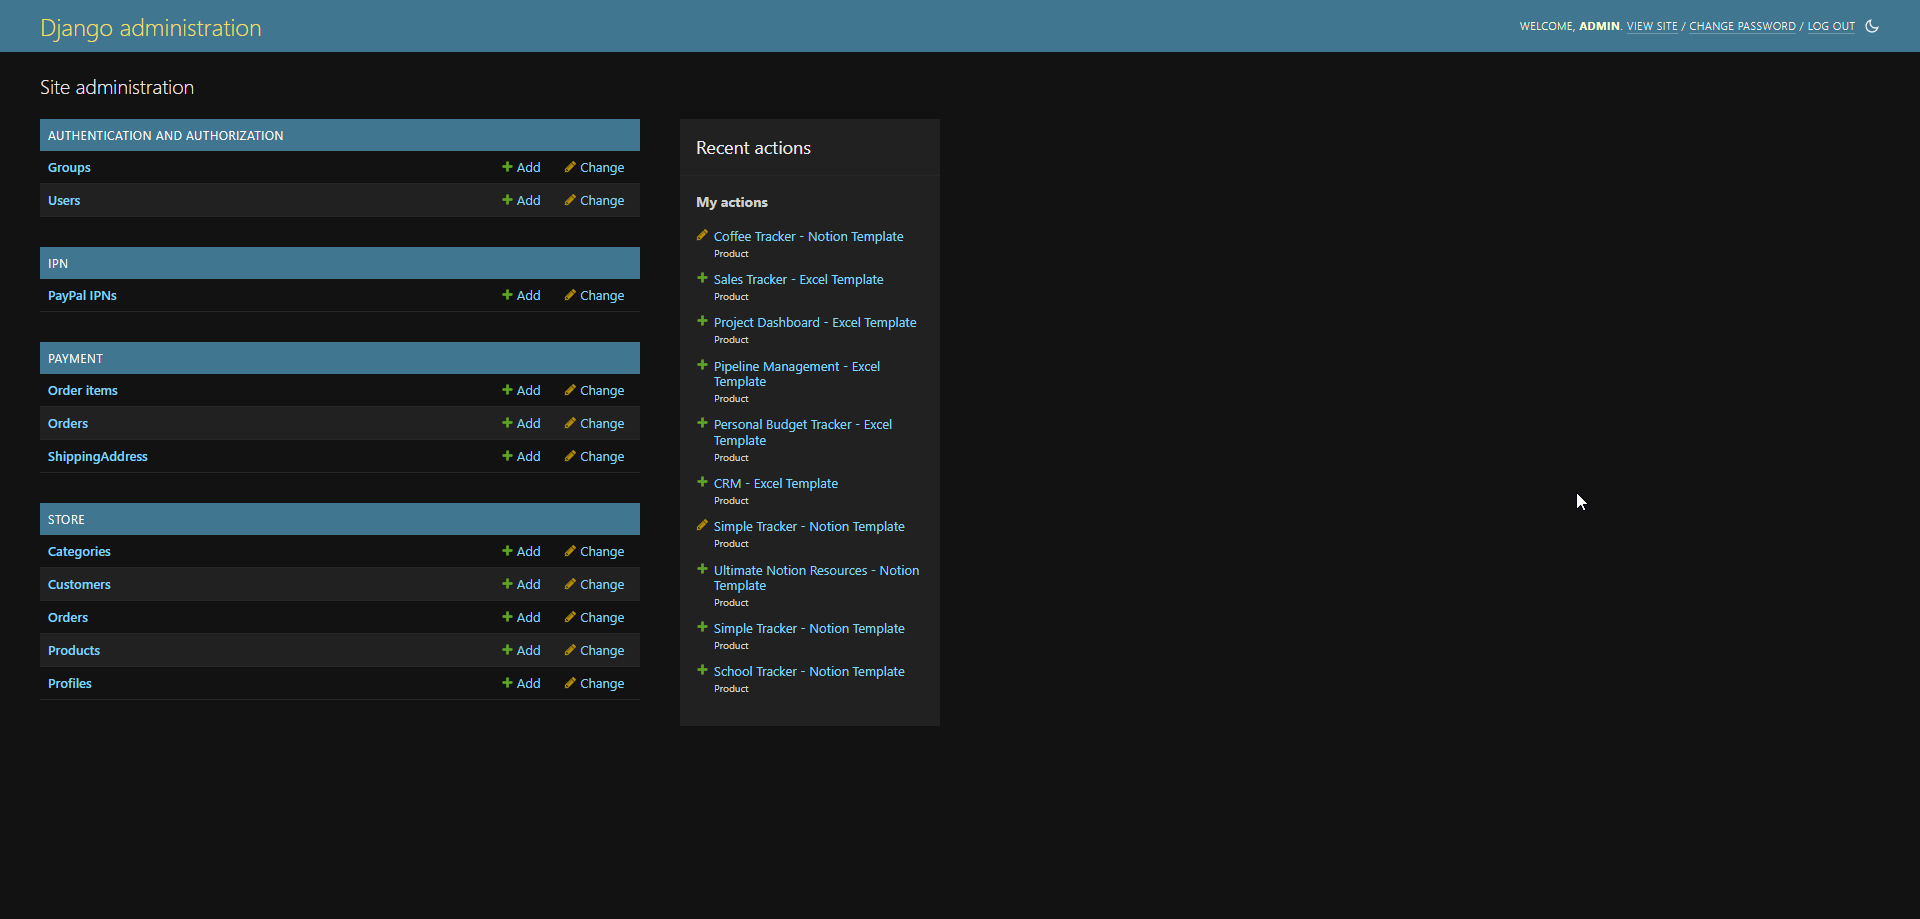 Django administration
WELCOME, ADMIN. VIEW SITE / CHANGE PASSWORD / LOG OUT
Site administration
AUTHENTICATION AND AUTHORIZATION
Groups Add Change
Users Add Change
IPN
PayPal IPNs Add Change
PAYMENT
Order items Add Change
Orders Add Change
ShippingAddress Add Change
STORE
Categories Add Change
Customers Add Change
Orders Add Change
Products Add Change
Profiles Add Change
Recent actions
My actions
Coffee Tracker - Notion Template
Product
Sales Tracker - Excel Template
Product
Project Dashboard - Excel Template
Product
Pipeline Management - Excel
Template
Product
Personal Budget Tracker - Excel
Template
Product
CRM - Excel Template
Product
Simple Tracker - Notion Template
Product
Ultimate Notion Resources - Notion
Template
Product
Simple Tracker - Notion Template
Product
School Tracker - Notion Template
Product